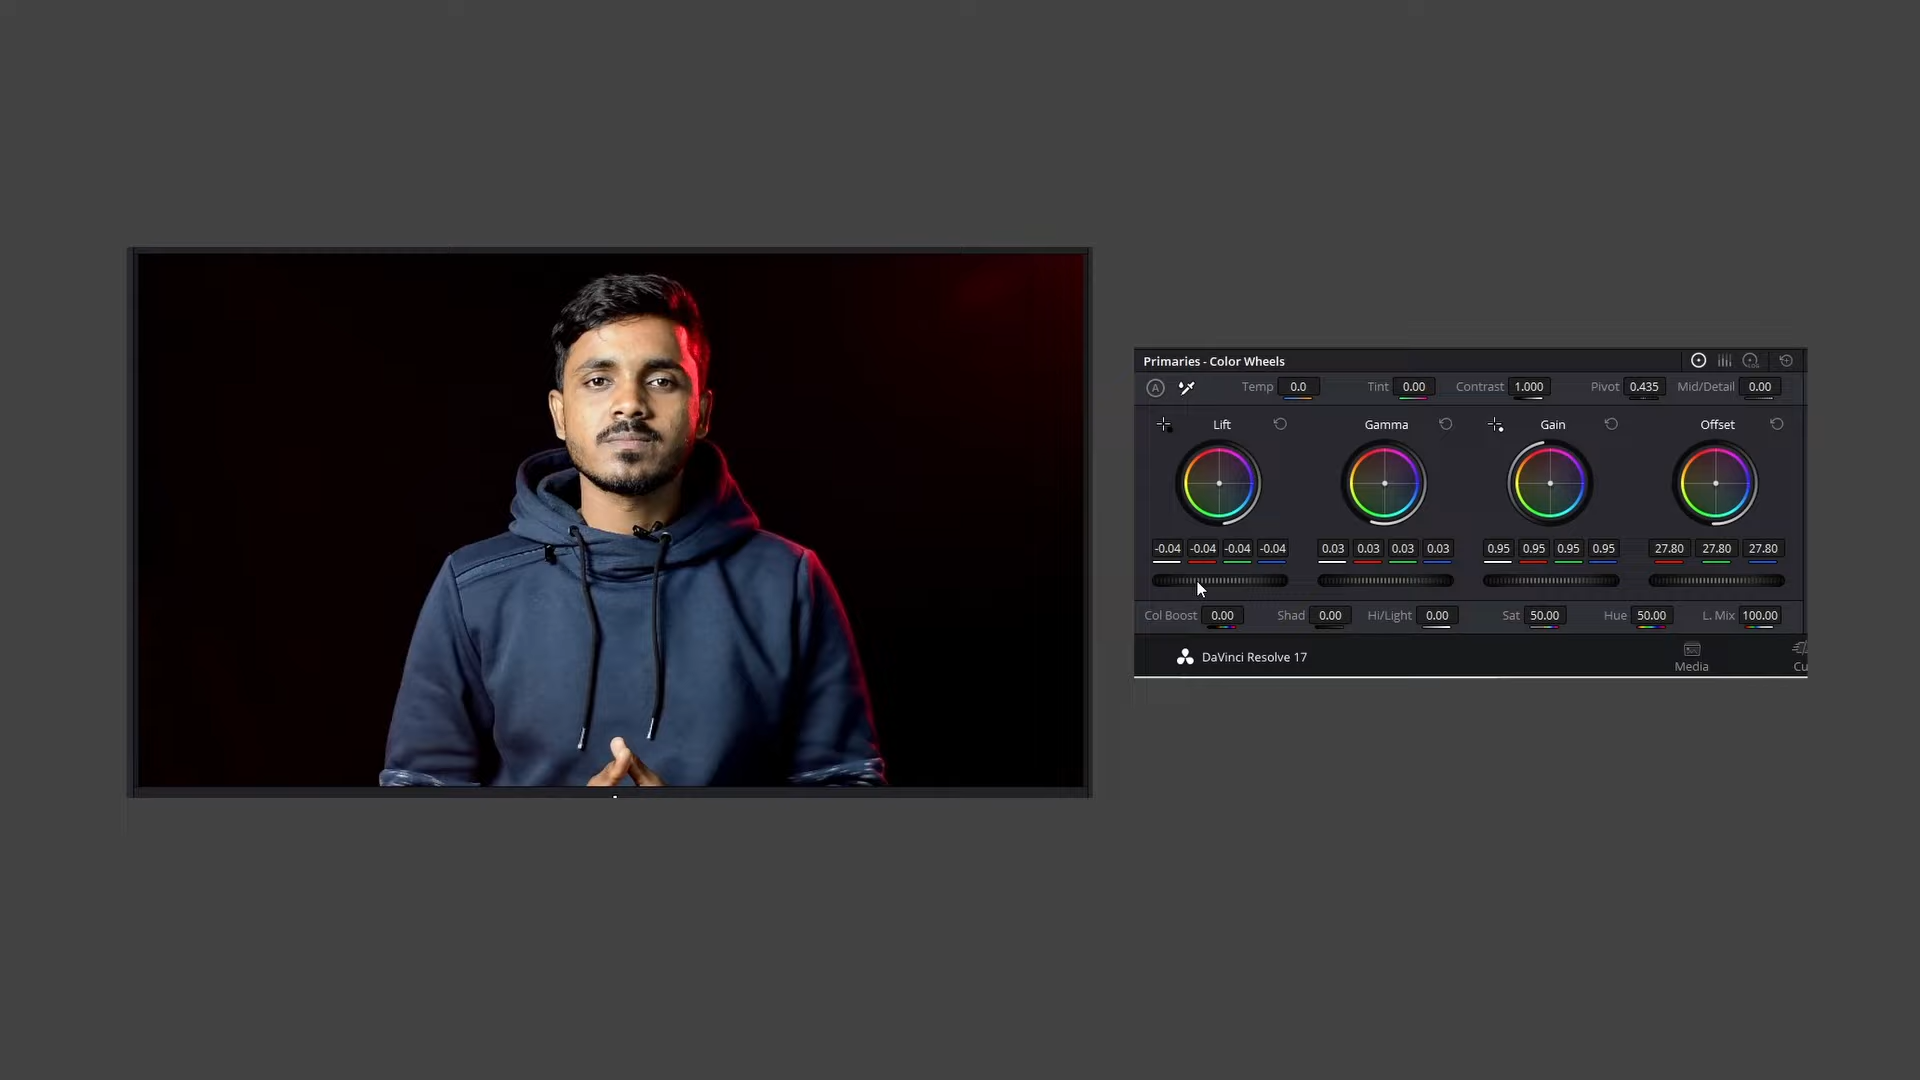 Primaries - Color Wheels
A Temp 0.0 Tint 0.00 Contrast 1.000 Pivot 0.435 Mid/Detail 0.00
Lift Gamma Gain Offset
-0.04 -0.04 -0.04 -0.04 0.03 0.03 0.03 0.03 0.95 0.95 0.95 0.95 27.80 27.80 27.80
Col Boost 0.00 Shad 0.00 Hi/Light 0.00 Sat 50.00 Hue 50.00 L. Mix 100.00
DaVinci Resolve 17 Media Cu